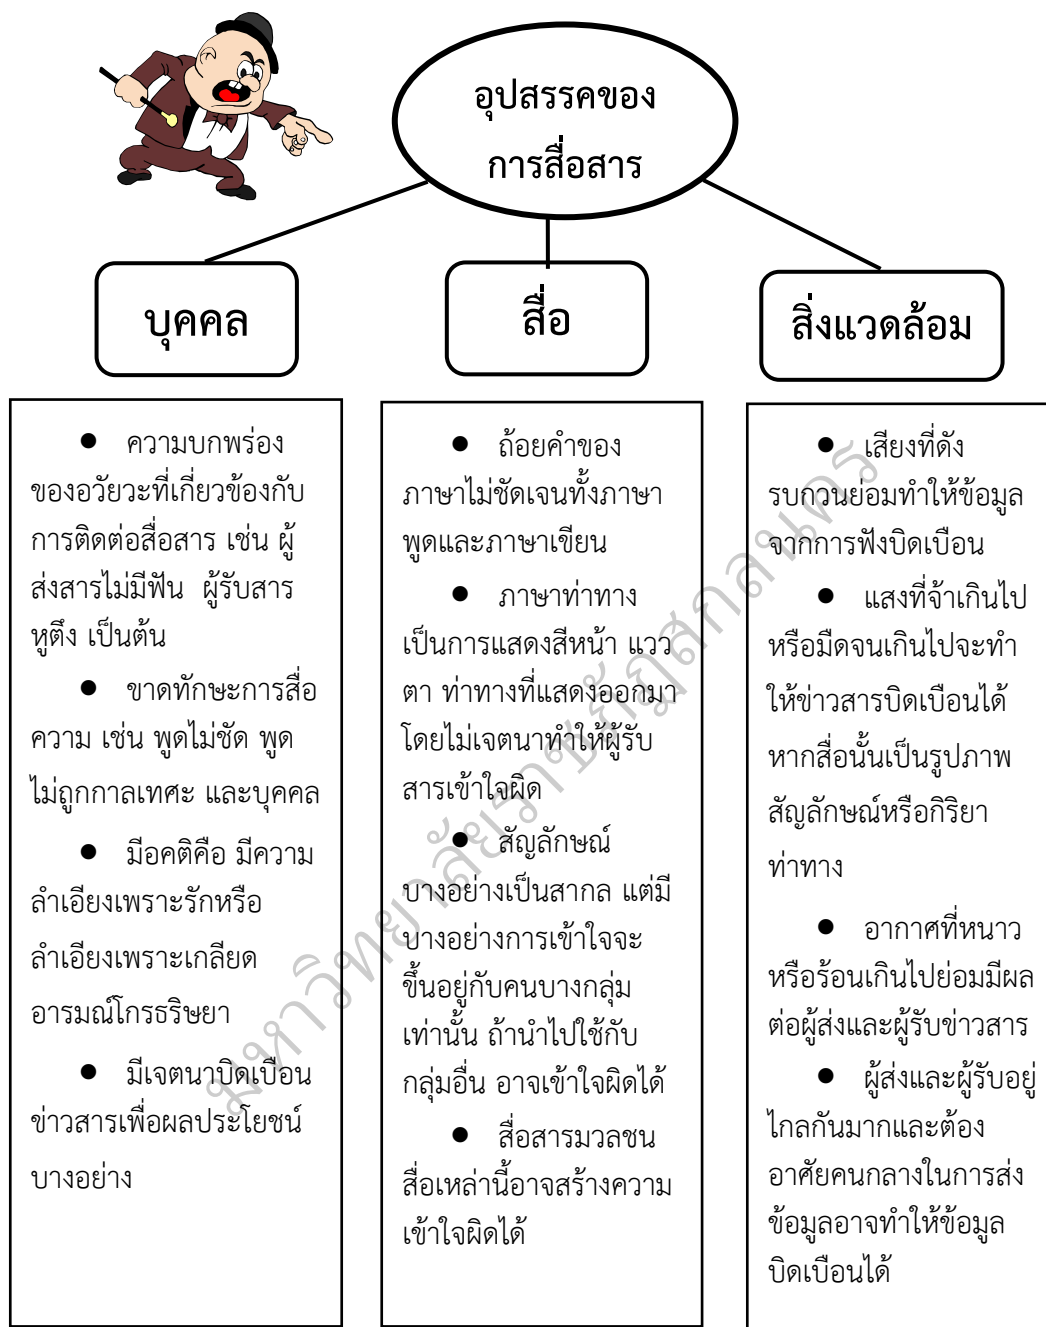 อุปสรรคของ
การสื่อสาร
บุคคล
สื่อ
สิ่งแวดล้อม
● ความบกพร่อง
ของอวัยวะที่เกี่ยวข้องกับ
การติดต่อสื่อสาร เช่น ผู้
ส่งสารไม่มีฟัน ผู้รับสาร
หูตึง เป็นต้น
● ขาดทักษะการสื่อ
ความ เช่น พูดไม่ชัด พูด
ไม่ถูกกาลเทศะ และบุคคล
● มีอคติคือ มีความ
ลำเอียงเพราะรักหรือ
ลำเอียงเพราะเกลียด
อารมณ์โกรธริษยา
● มีเจตนาบิดเบือน
ข่าวสารเพื่อผลประโยชน์
บางอย่าง
● ถ้อยคำของ
ภาษาไม่ชัดเจนทั้งภาษา
พูดและภาษาเขียน
● ภาษาท่าทาง
เป็นการแสดงสีหน้า แวว
ตา ท่าทางที่แสดงออกมา
โดยไม่เจตนาทำให้ผู้รับ
สารเข้าใจผิด
● สัญลักษณ์
บางอย่างเป็นสากล แต่มี
บางอย่างการเข้าใจจะ
ขึ้นอยู่กับคนบางกลุ่ม
เท่านั้น ถ้านำไปใช้กับ
กลุ่มอื่น อาจเข้าใจผิดได้
● สื่อสารมวลชน
สื่อเหล่านี้อาจสร้างความ
เข้าใจผิดได้
● เสียงที่ดัง
รบกวนย่อมทำให้ข้อมูล
จากการฟังบิดเบือน
● แสงที่จ้าเกินไป
หรือมืดจนเกินไปจะทำ
ให้ข่าวสารบิดเบือนได้
หากสื่อนั้นเป็นรูปภาพ
สัญลักษณ์หรือกิริยา
ท่าทาง
● อากาศที่หนาว
หรือร้อนเกินไปย่อมมีผล
ต่อผู้ส่งและผู้รับข่าวสาร
● ผู้ส่งและผู้รับอยู่
ไกลกันมากและต้อง
อาศัยคนกลางในการส่ง
ข้อมูลอาจทำให้ข้อมูล
บิดเบือนได้
มหาวิทยาลัยราชภัฏสกลนคร